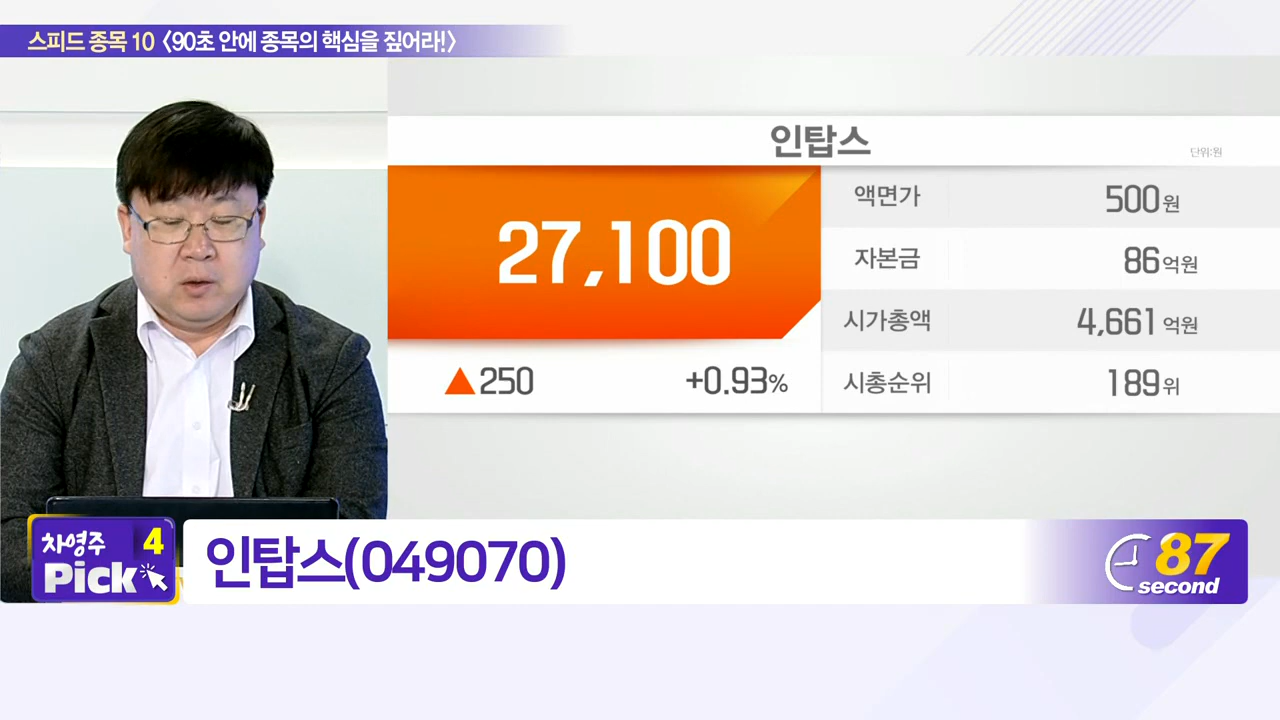 스피드 종목 10 <90초 안에 종목의 핵심을 짚어라!>
인탑스
단위:원
27,100
▲250 +0.93%
액면가 500원
자본금 86억원
시가총액 4,661억원
시총순위 189위
차영주 4
Pick
인탑스(049070)
87
second